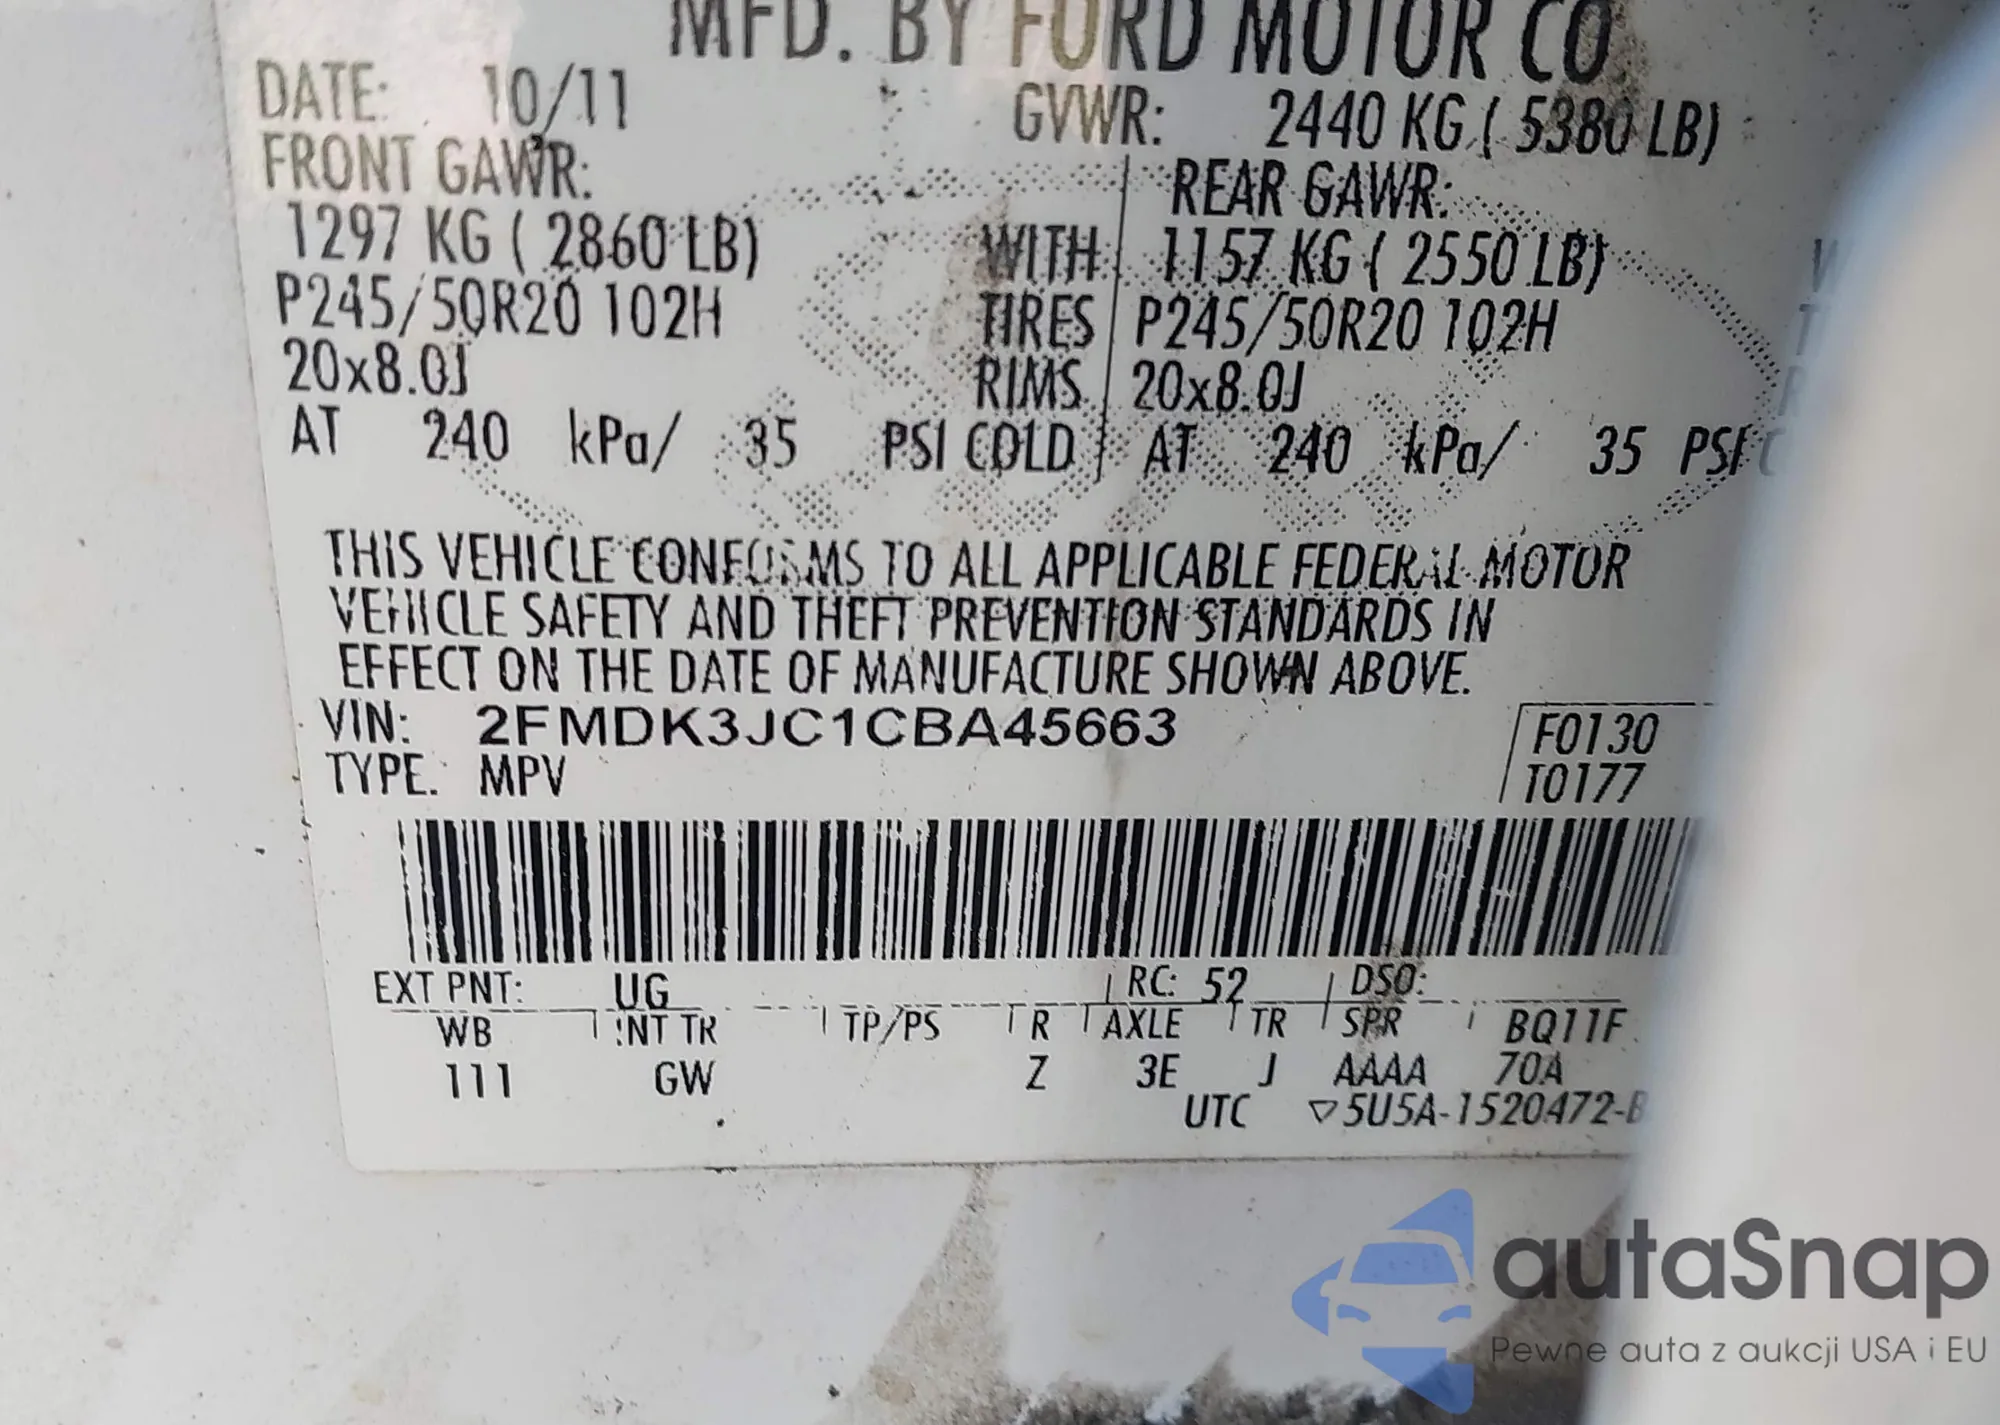 MFD. BY FORD MOTOR CO
DATE: 10/11 GVWR: 2440 KG ( 5380 LB)
FRONT GAWR: REAR GAWR:
1297 KG ( 2860 LB) WITH 1157 KG ( 2550 LB)
P245/50R20 102H TIRES P245/50R20 102H
20x8.0J RIMS 20x8.0J
AT 240 kPa/ 35 PSI COLD AT 240 kPa/ 35 PSI C
THIS VEHICLE CONFORMS TO ALL APPLICABLE FEDERAL MOTOR
VEHICLE SAFETY AND THEFT PREVENTION STANDARDS IN
EFFECT ON THE DATE OF MANUFACTURE SHOWN ABOVE.
VIN: 2FMDK3JC1CBA45663 F0130
TYPE: MPV T0177
EXT PNT: UG RC: 52 DSO:
WB INT TR TP/PS R AXLE TR SPR BQ11F
111 GW Z 3E J AAAA 70A
UTC ▽5U5A-1520472-B
autaSnap
Pewne auta z aukcji USA i EU